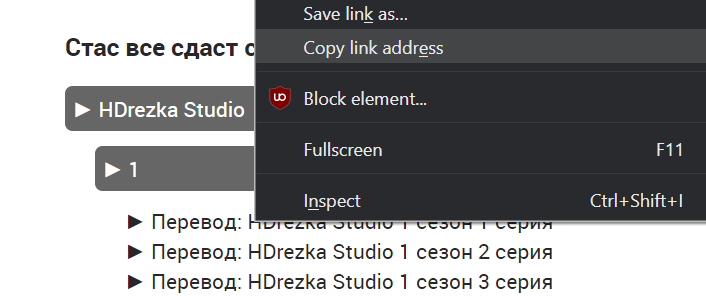 Save link as...
Стас все сдаст
Copy link address
HDrezka Studio
Block element...
1
Fullscreen F11
Inspect Ctrl+Shift+I
Перевод: HDrezka Studio 1 сезон 1 серия
Перевод: HDrezka Studio 1 сезон 2 серия
Перевод: HDrezka Studio 1 сезон 3 серия